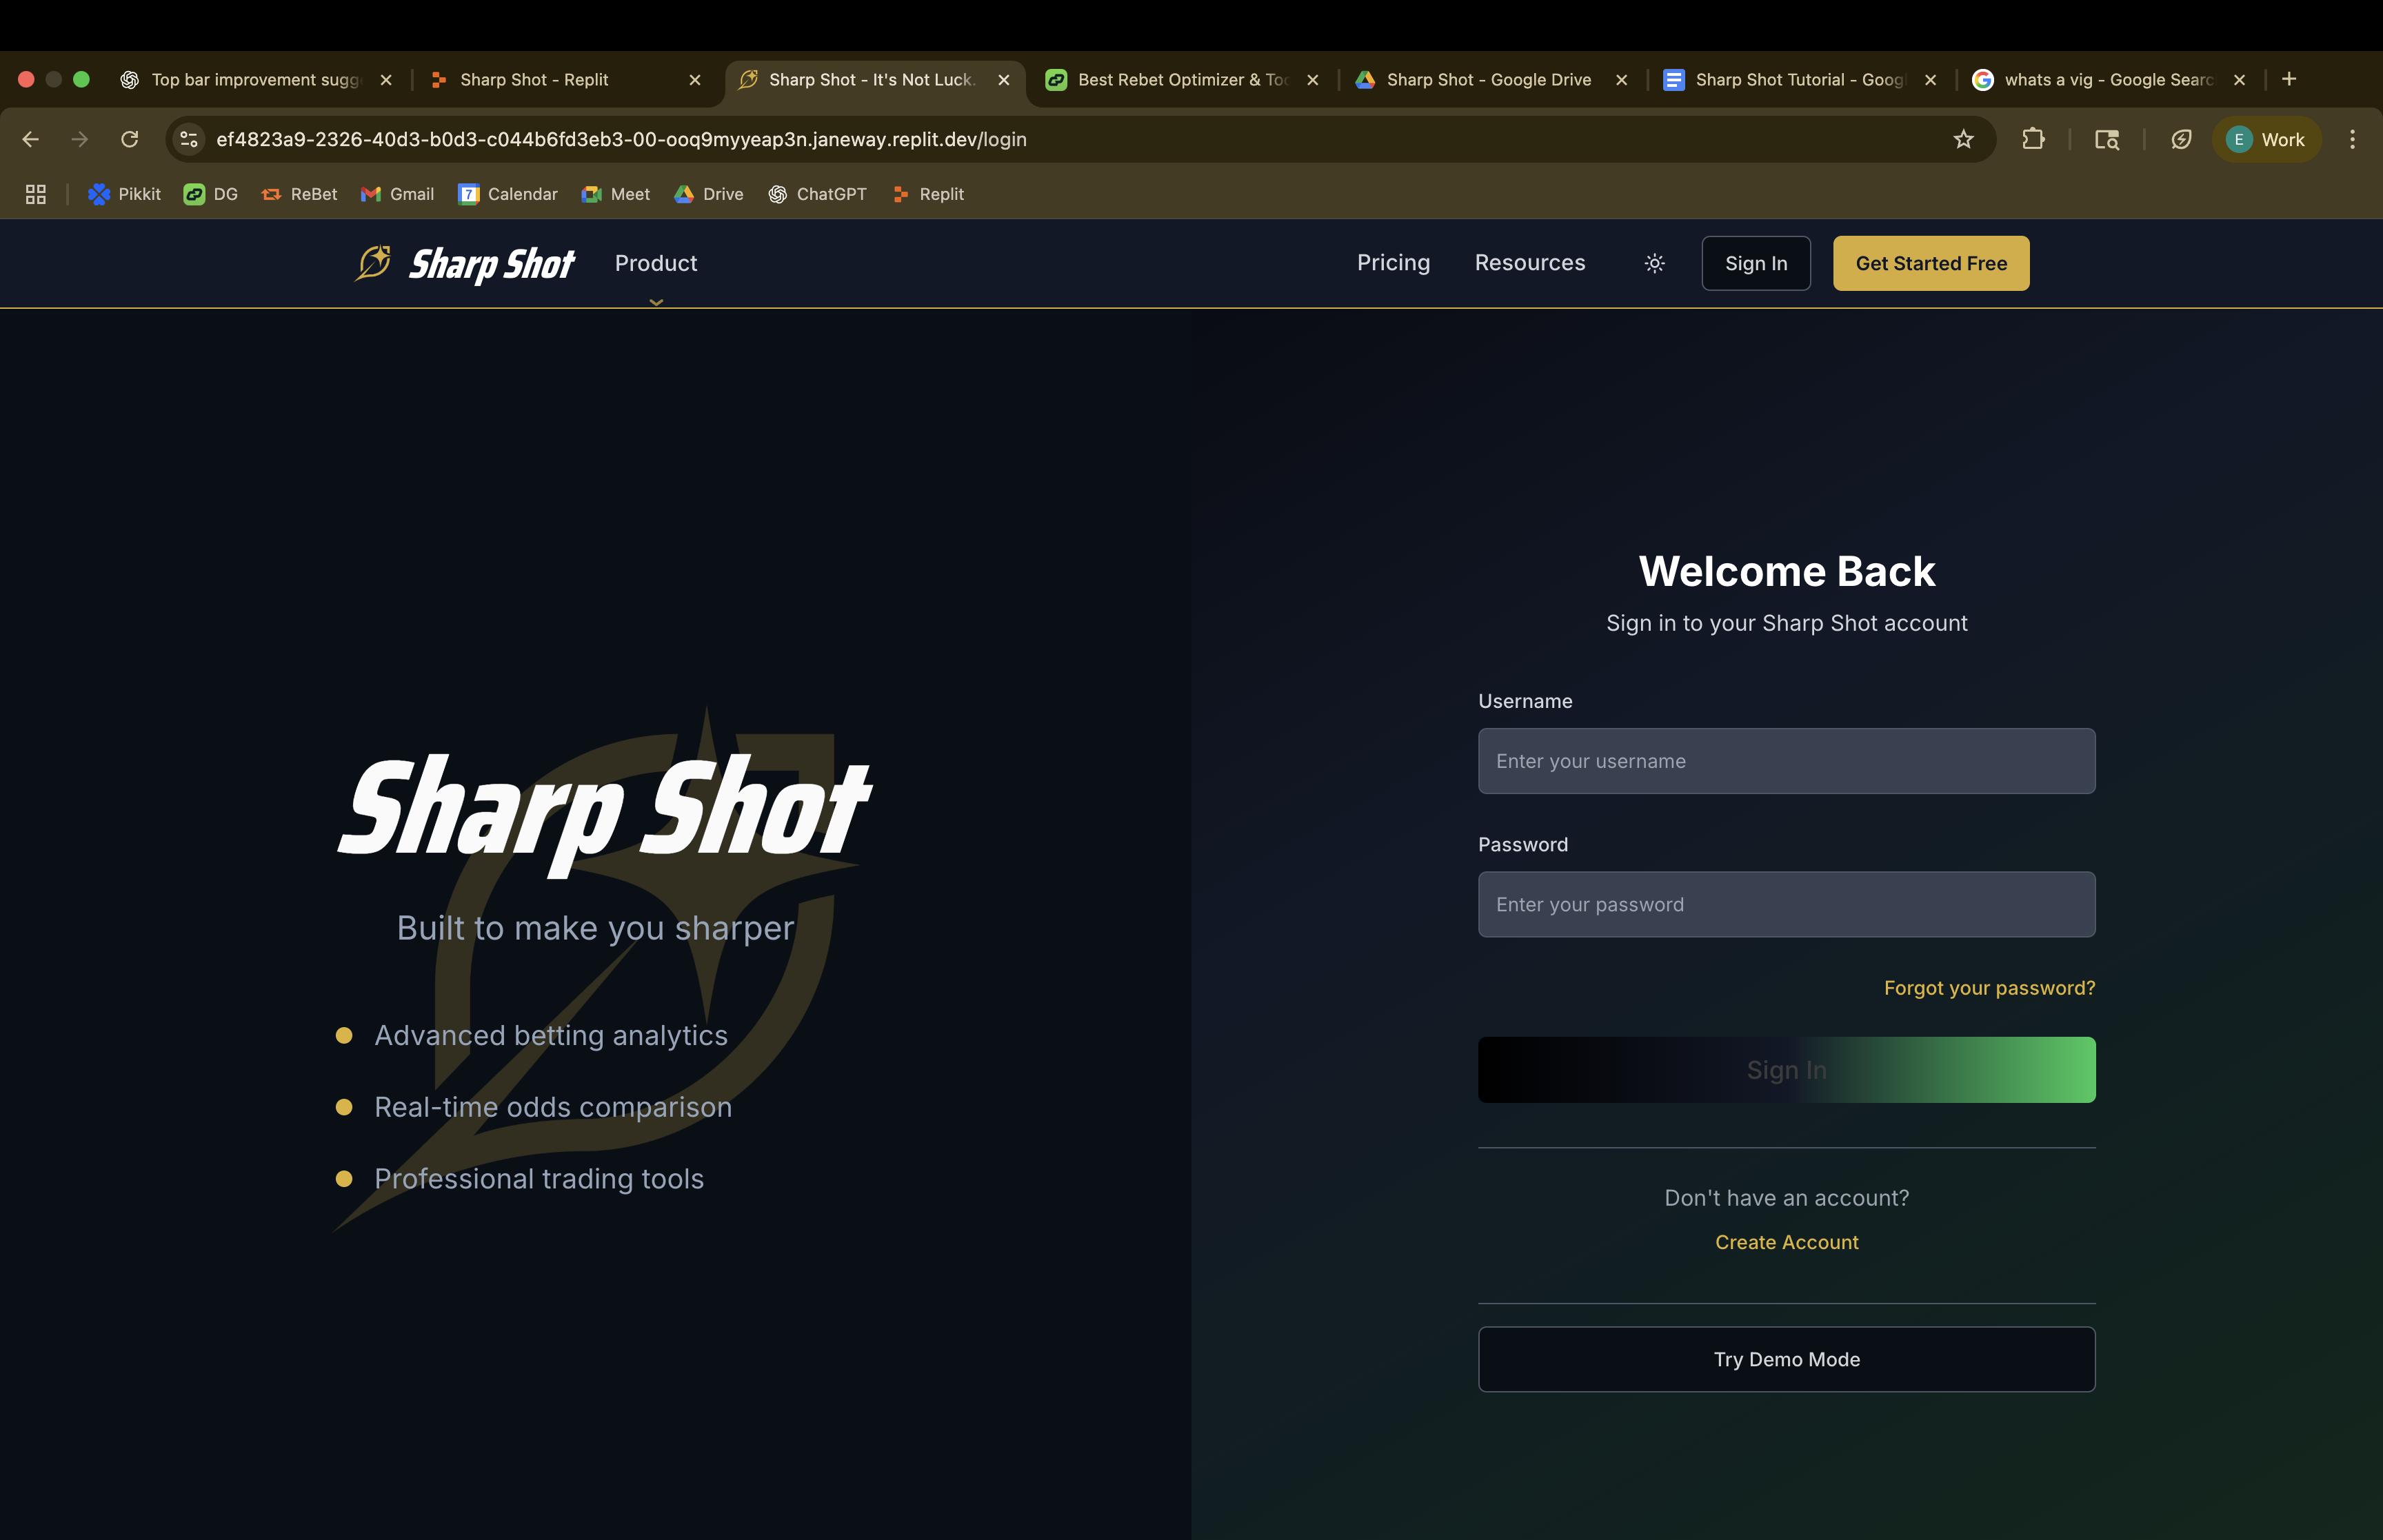 Top bar improvement sugg
Sharp Shot - Replit
Sharp Shot - It's Not Luck.
Best Rebet Optimizer & Too
Sharp Shot - Google Drive
Sharp Shot Tutorial - Googl
whats a vig - Google Searc
ef4823a9-2326-40d3-b0d3-c044b6fd3eb3-00-ooq9myyeap3n.janeway.replit.dev/login
E Work
Pikkit DG ReBet Gmail 7 Calendar Meet Drive ChatGPT Replit
Sharp Shot Product Pricing Resources Sign In Get Started Free
Sharp Shot
Built to make you sharper
Advanced betting analytics
Real-time odds comparison
Professional trading tools
Welcome Back
Sign in to your Sharp Shot account
Username
Enter your username
Password
Enter your password
Forgot your password?
Sign In
Don't have an account?
Create Account
Try Demo Mode